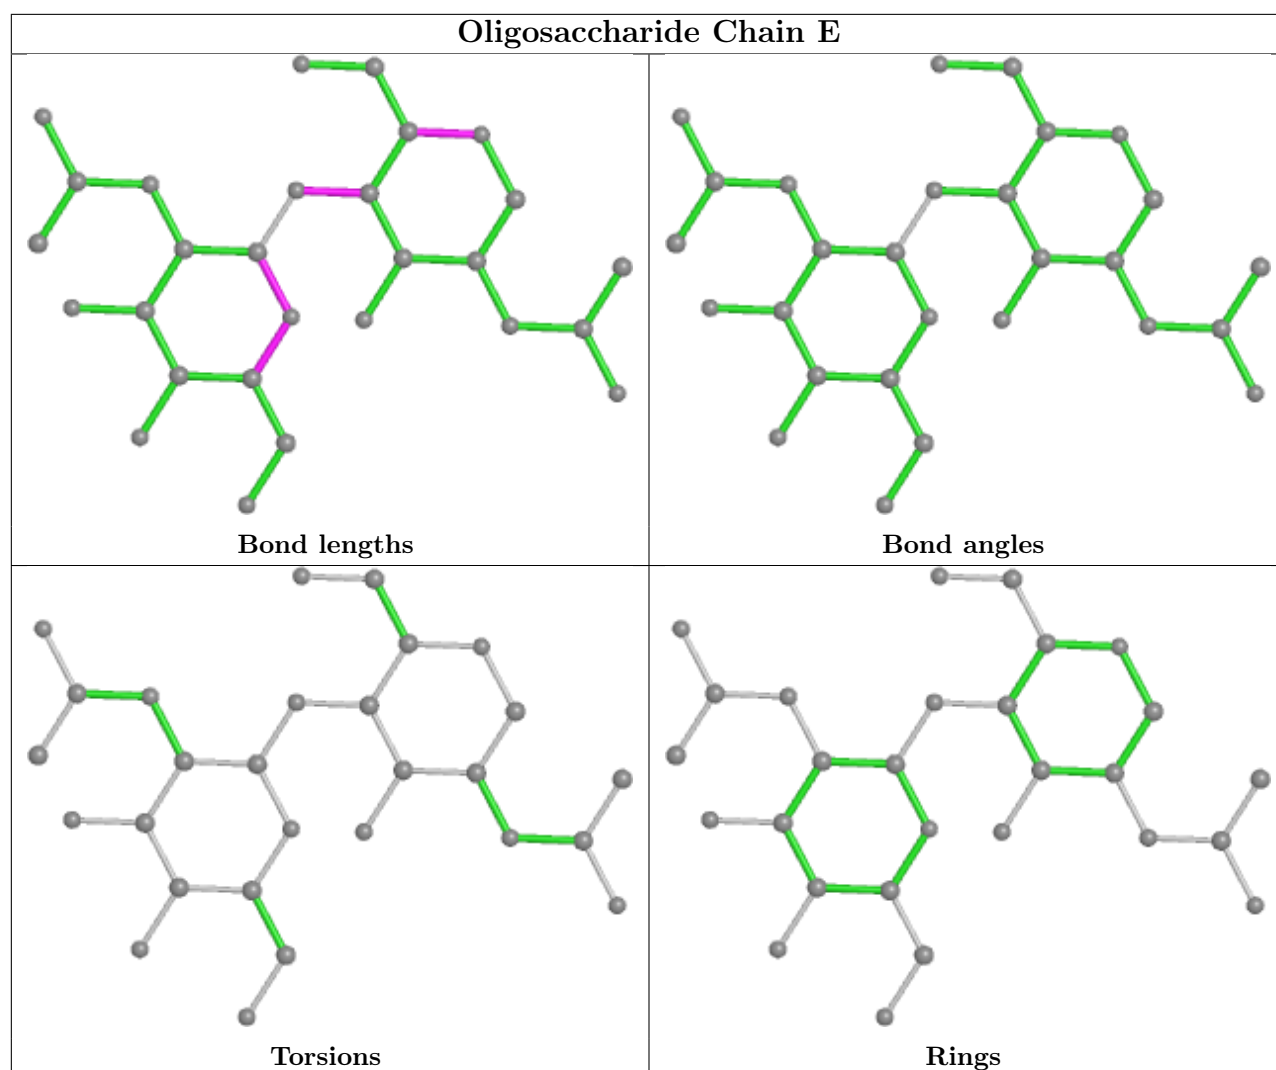 Oligosaccharide Chain E
Bond lengths
Bond angles
Torsions
Rings